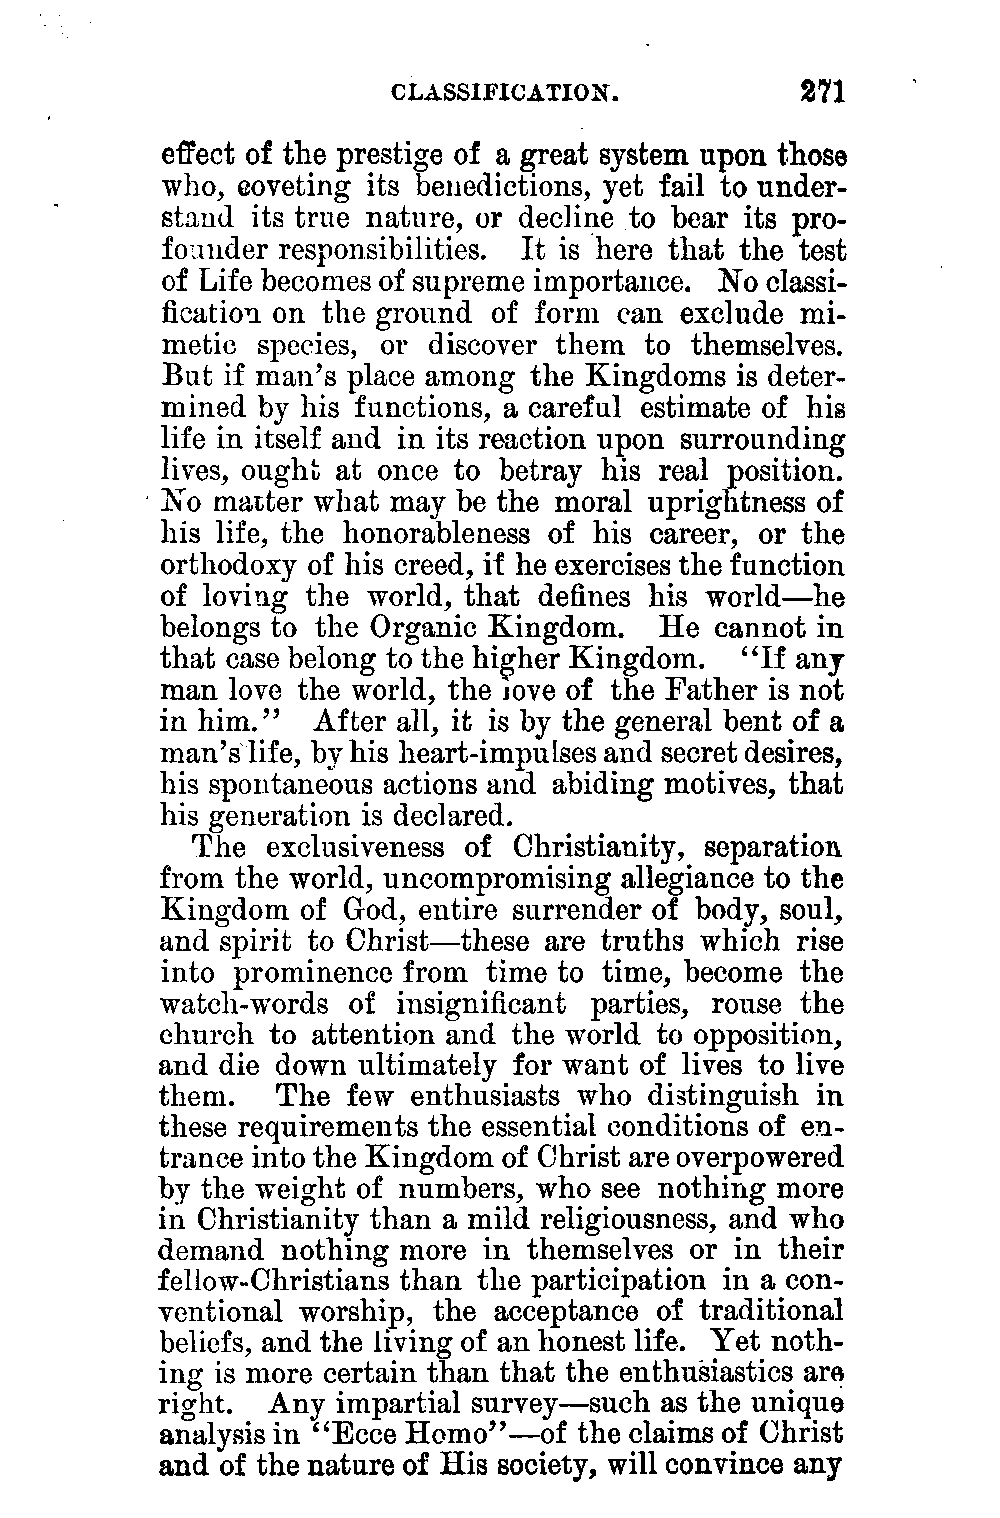 CLASSIFICATION. 271
effect of the prestige of a great system upon those
who, coveting its benedictions, yet fail to under-
stand its true nature, or decline to bear its pro-
founder responsibilities. It is here that the test
of Life becomes of supreme importance. No classi-
fication on the ground of form can exclude mi-
metic species, or discover them to themselves.
But if man's place among the Kingdoms is deter-
mined by his functions, a careful estimate of his
life in itself and in its reaction upon surrounding
lives, ought at once to betray his real position.
No matter what may be the moral uprightness of
his life, the honorableness of his career, or the
orthodoxy of his creed, if he exercises the function
of loving the world, that defines his world—he
belongs to the Organic Kingdom. He cannot in
that case belong to the higher Kingdom. "If any
man love the world, the love of the Father is not
in him." After all, it is by the general bent of a
man's life, by his heart-impulses and secret desires,
his spontaneous actions and abiding motives, that
his generation is declared.
The exclusiveness of Christianity, separation
from the world, uncompromising allegiance to the
Kingdom of God, entire surrender of body, soul,
and spirit to Christ—these are truths which rise
into prominence from time to time, become the
watch-words of insignificant parties, rouse the
church to attention and the world to opposition,
and die down ultimately for want of lives to live
them. The few enthusiasts who distinguish in
these requirements the essential conditions of en-
trance into the Kingdom of Christ are overpowered
by the weight of numbers, who see nothing more
in Christianity than a mild religiousness, and who
demand nothing more in themselves or in their
fellow-Christians than the participation in a con-
ventional worship, the acceptance of traditional
beliefs, and the living of an honest life. Yet noth-
ing is more certain than that the enthusiastics are
right. Any impartial survey—such as the unique
analysis in "Ecce Homo"—of the claims of Christ
and of the nature of His society, will convince any